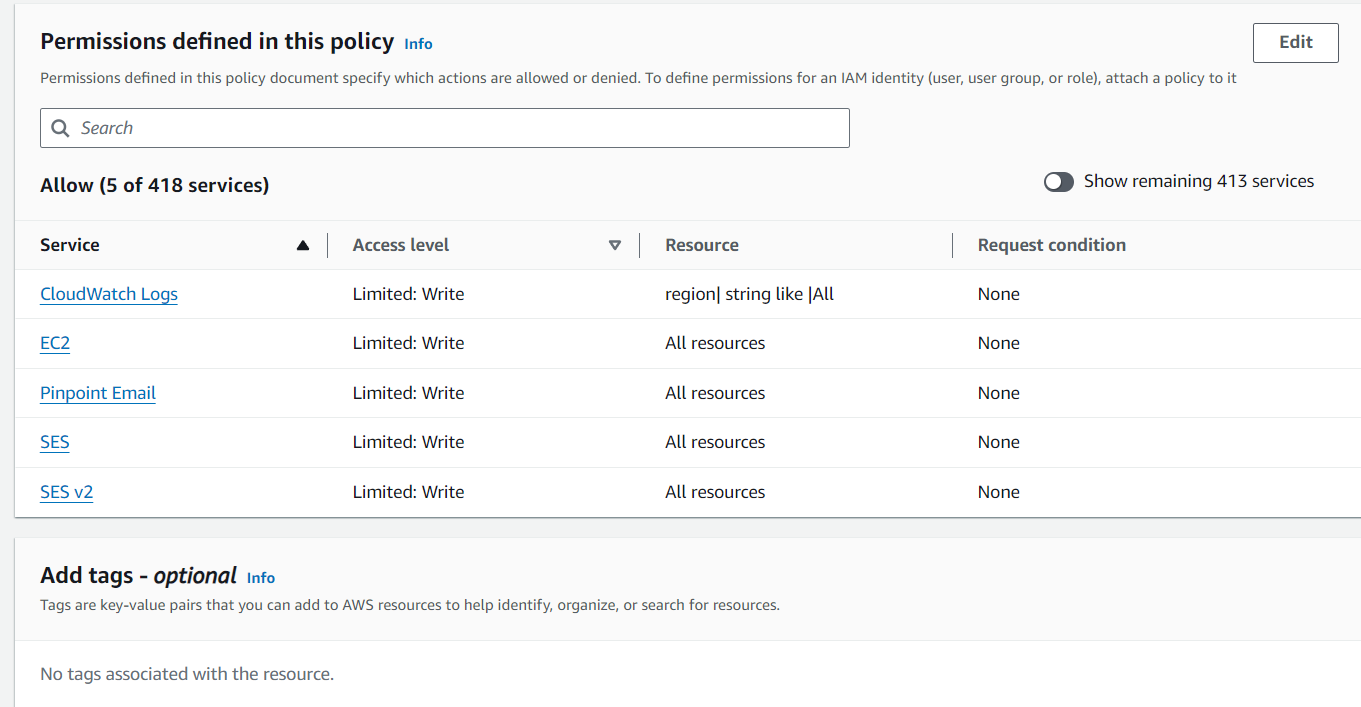 Permissions defined in this policy Info
Edit
Permissions defined in this policy document specify which actions are allowed or denied. To define permissions for an IAM identity (user, user group, or role), attach a policy to it
Search
Allow (5 of 418 services)
Show remaining 413 services
Service Access level Resource Request condition
CloudWatch Logs Limited: Write region| string like |All None
EC2 Limited: Write All resources None
Pinpoint Email Limited: Write All resources None
SES Limited: Write All resources None
SES v2 Limited: Write All resources None
Add tags - optional Info
Tags are key-value pairs that you can add to AWS resources to help identify, organize, or search for resources.
No tags associated with the resource.